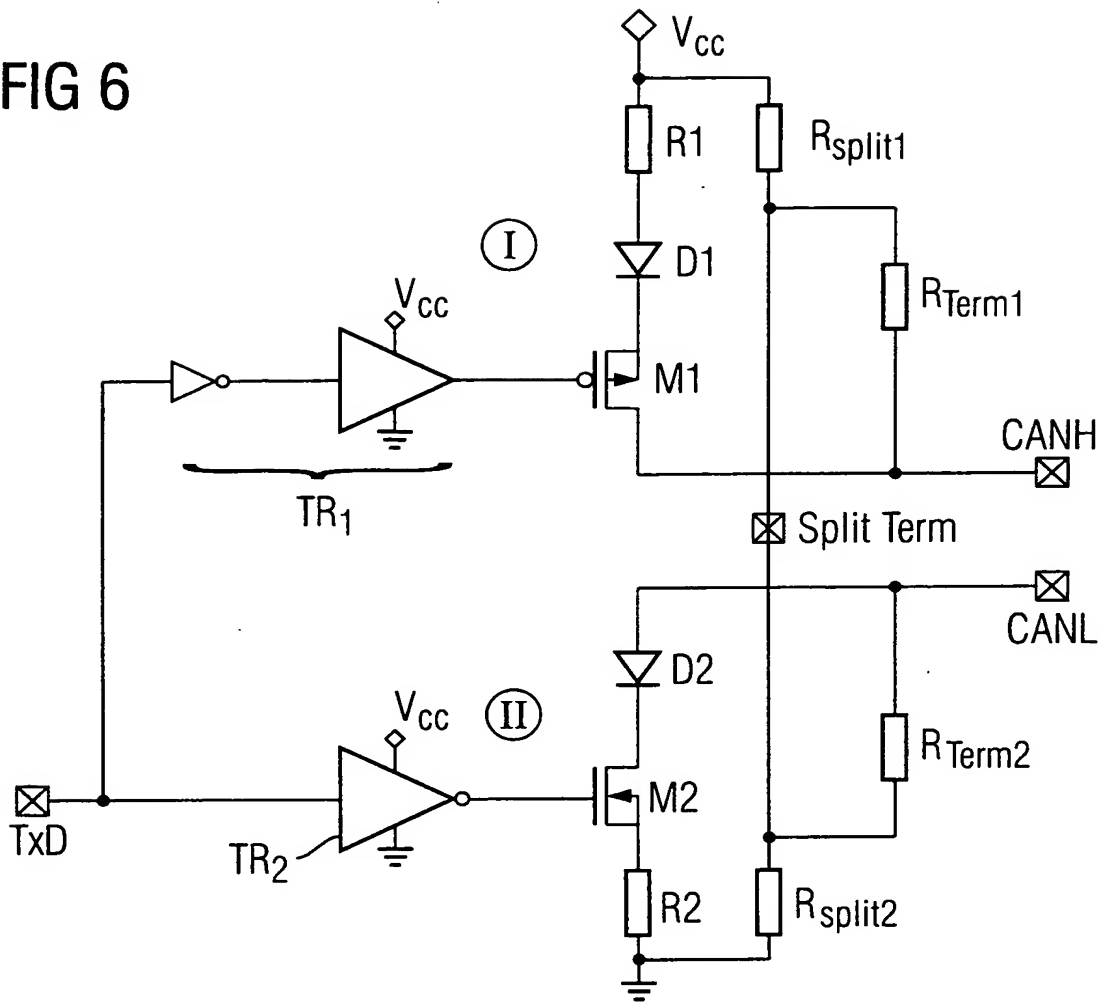 FIG 6
Vcc
R1
Rsplit1
I
D1
RTerm1
Vcc
M1
CANH
TR1
Split Term
CANL
D2
Vcc
II
RTerm2
M2
TxD
TR2
R2
Rsplit2